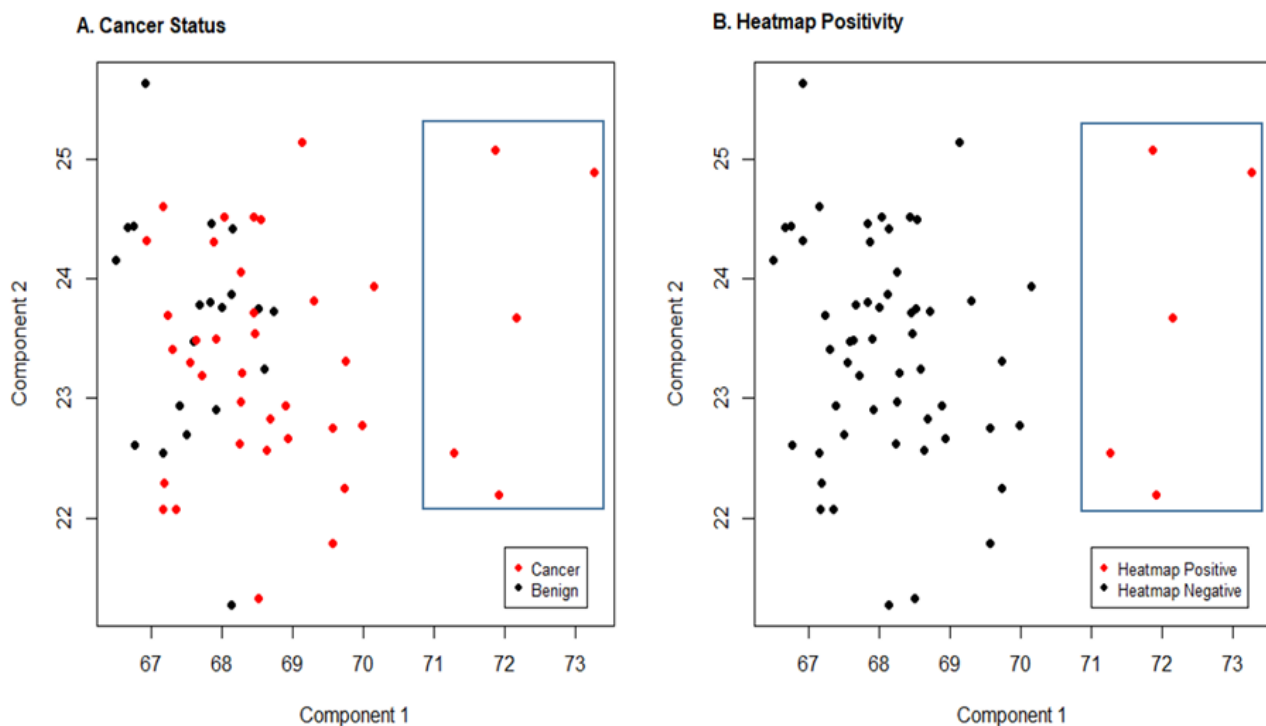 A. Cancer Status
B. Heatmap Positivity
Component 2
25
24
23
22
Cancer
Benign
67 68 69 70 71 72 73
Component 1
Component 2
25
24
23
22
Heatmap Positive
Heatmap Negative
67 68 69 70 71 72 73
Component 1